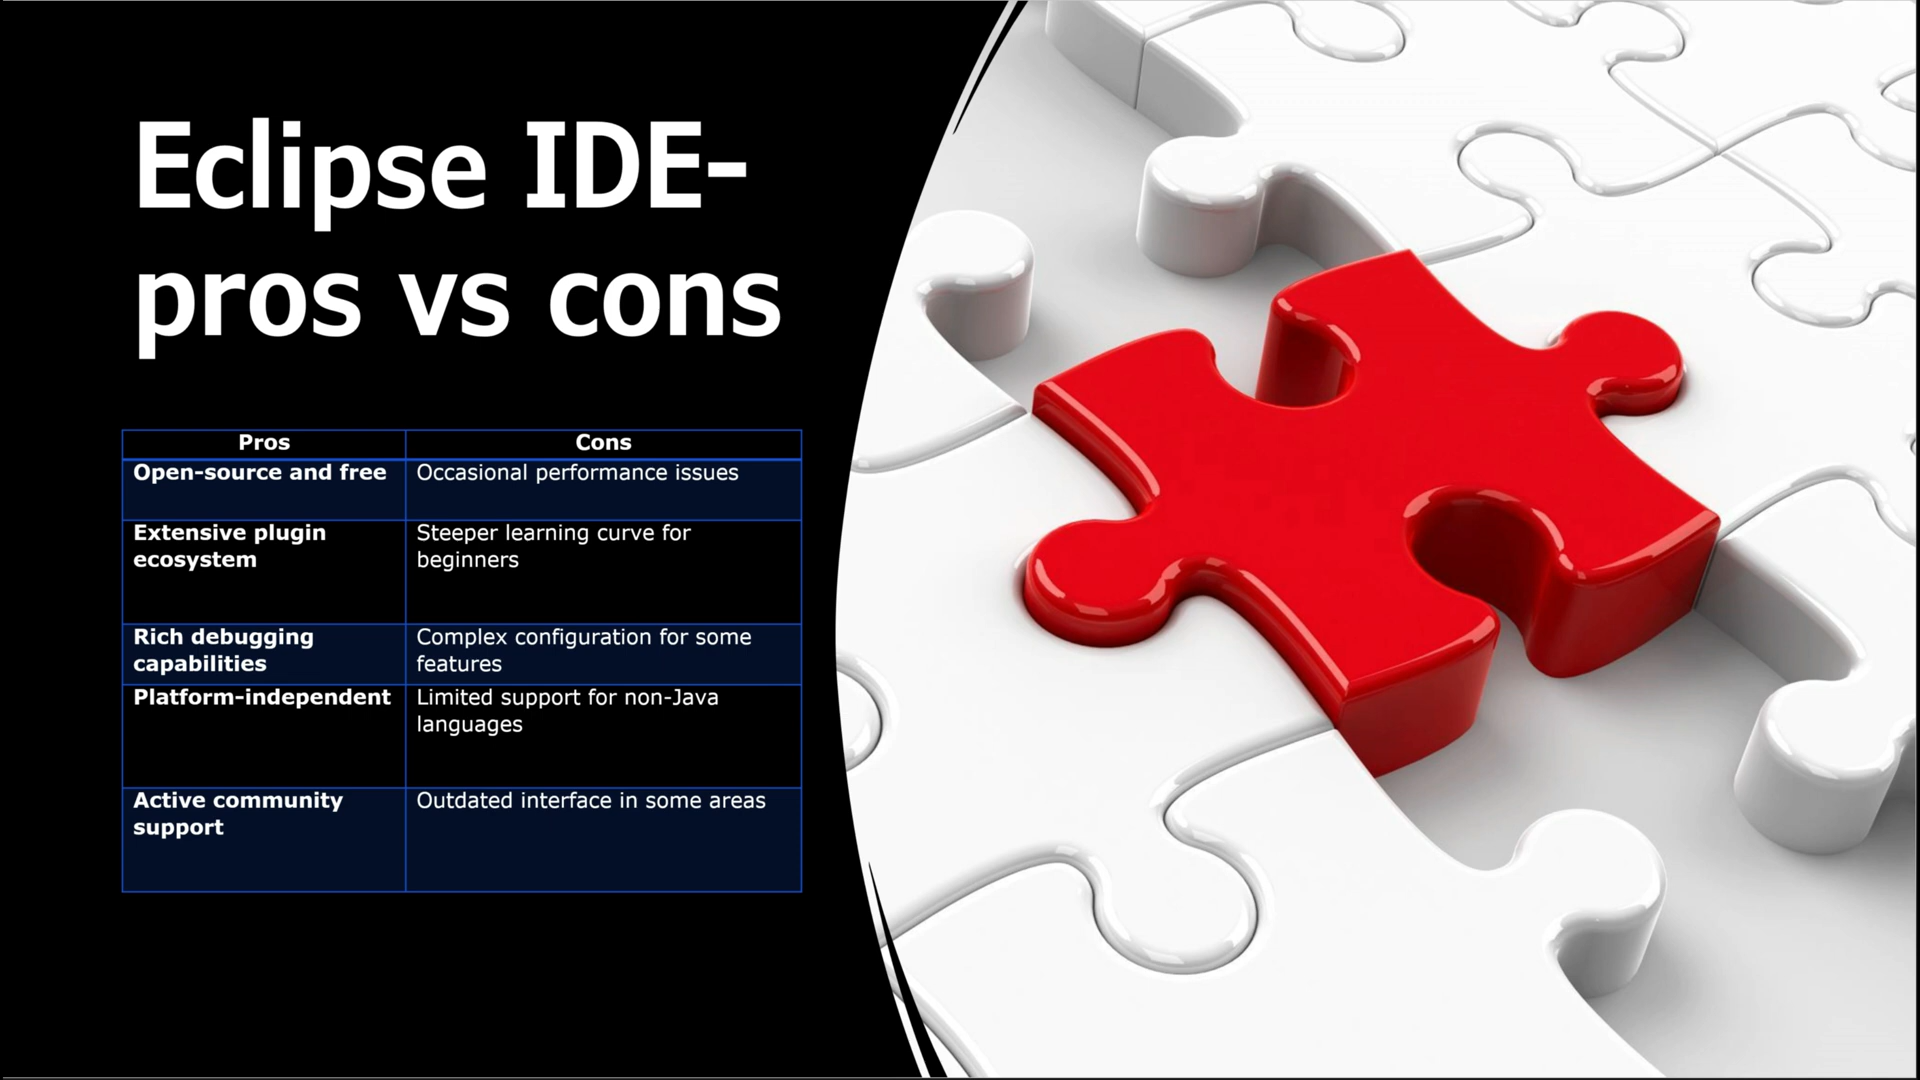 Eclipse IDE-
pros vs cons
Pros
Cons
Open-source and free
Occasional performance issues
Extensive plugin
ecosystem
Steeper learning curve for
beginners
Rich debugging
capabilities
Complex configuration for some
features
Platform-independent
Limited support for non-Java
languages
Active community
support
Outdated interface in some areas